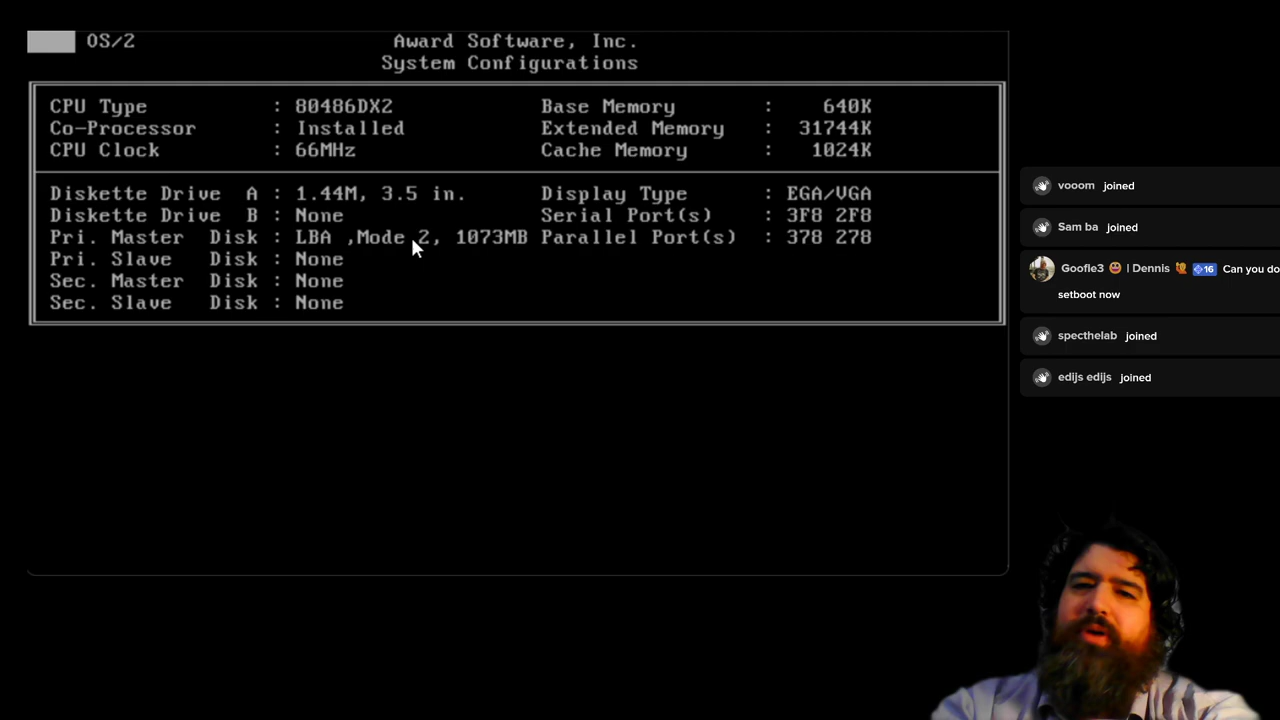 OS/2
Award Software, Inc.
System Configurations
CPU Type : 80486DX2 Base Memory : 640K
Co-Processor : Installed Extended Memory : 31744K
CPU Clock : 66MHz Cache Memory : 1024K
Diskette Drive A : 1.44M, 3.5 in. Display Type : EGA/VGA
Diskette Drive B : None Serial Port(s) : 3F8 2F8
Pri. Master Disk : LBA ,Mode 2, 1073MB Parallel Port(s) : 378 278
Pri. Slave Disk : None
Sec. Master Disk : None
Sec. Slave Disk : None
vooom joined
Sam ba joined
Goofle3 😃 | Dennis 🙋 16 Can you do
setboot now
specthelab joined
edijs edijs joined